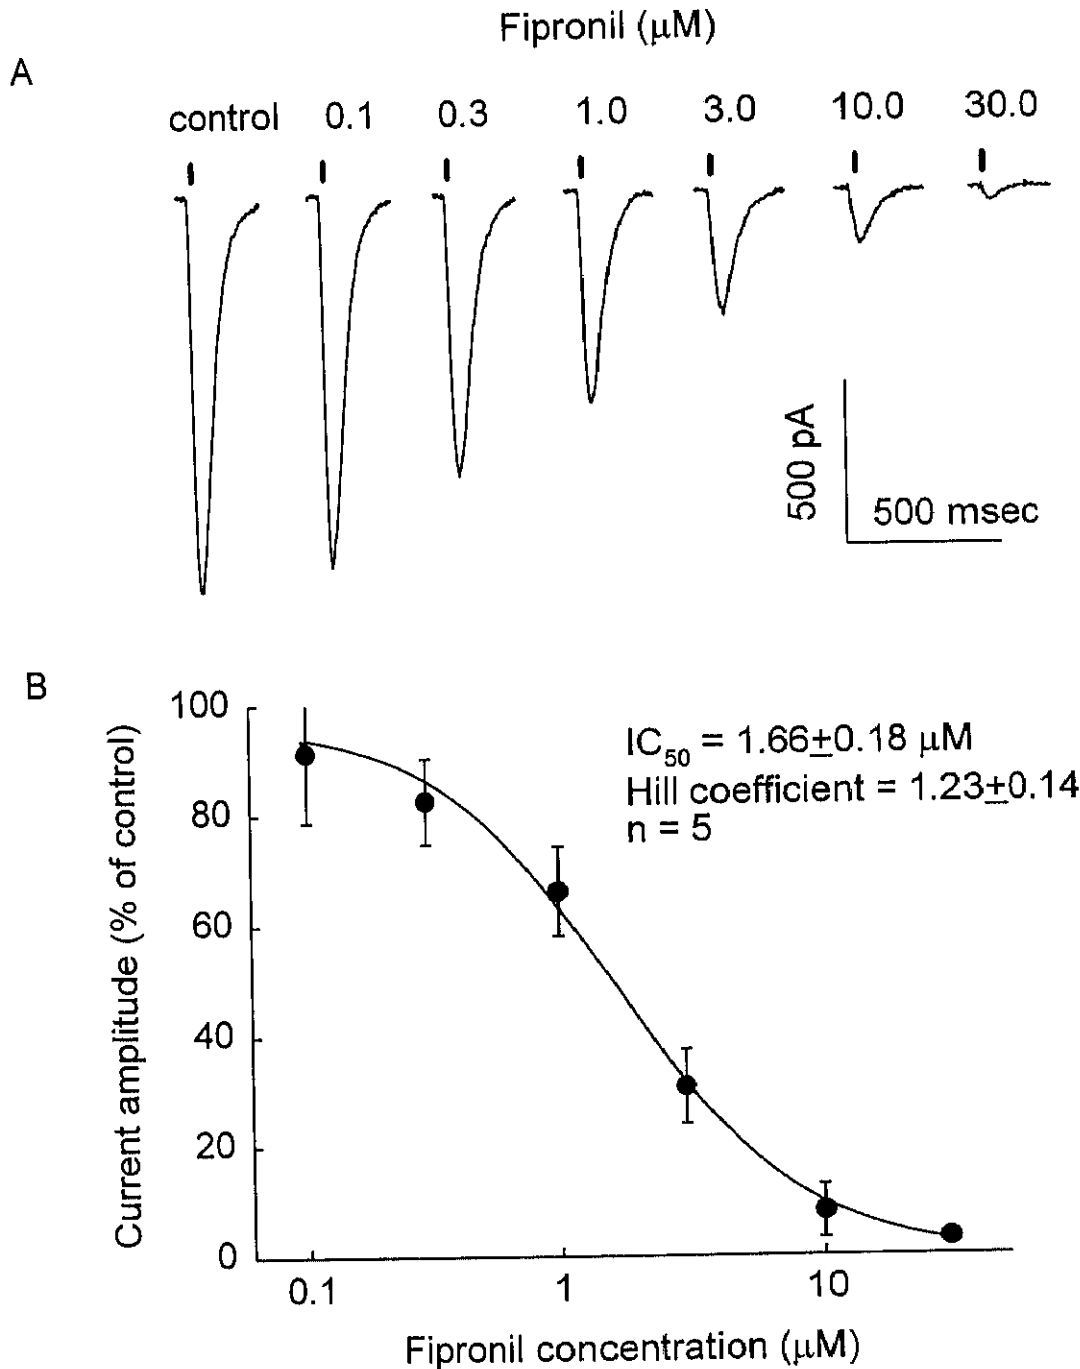 Fipronil (μM)
A
control 0.1 0.3 1.0 3.0 10.0 30.0
500 pA
500 msec
B
100
80
60
40
20
0
Current amplitude (% of control)
IC50 = 1.66±0.18 μM
Hill coefficient = 1.23±0.14
n = 5
0.1 1 10
Fipronil concentration (μM)